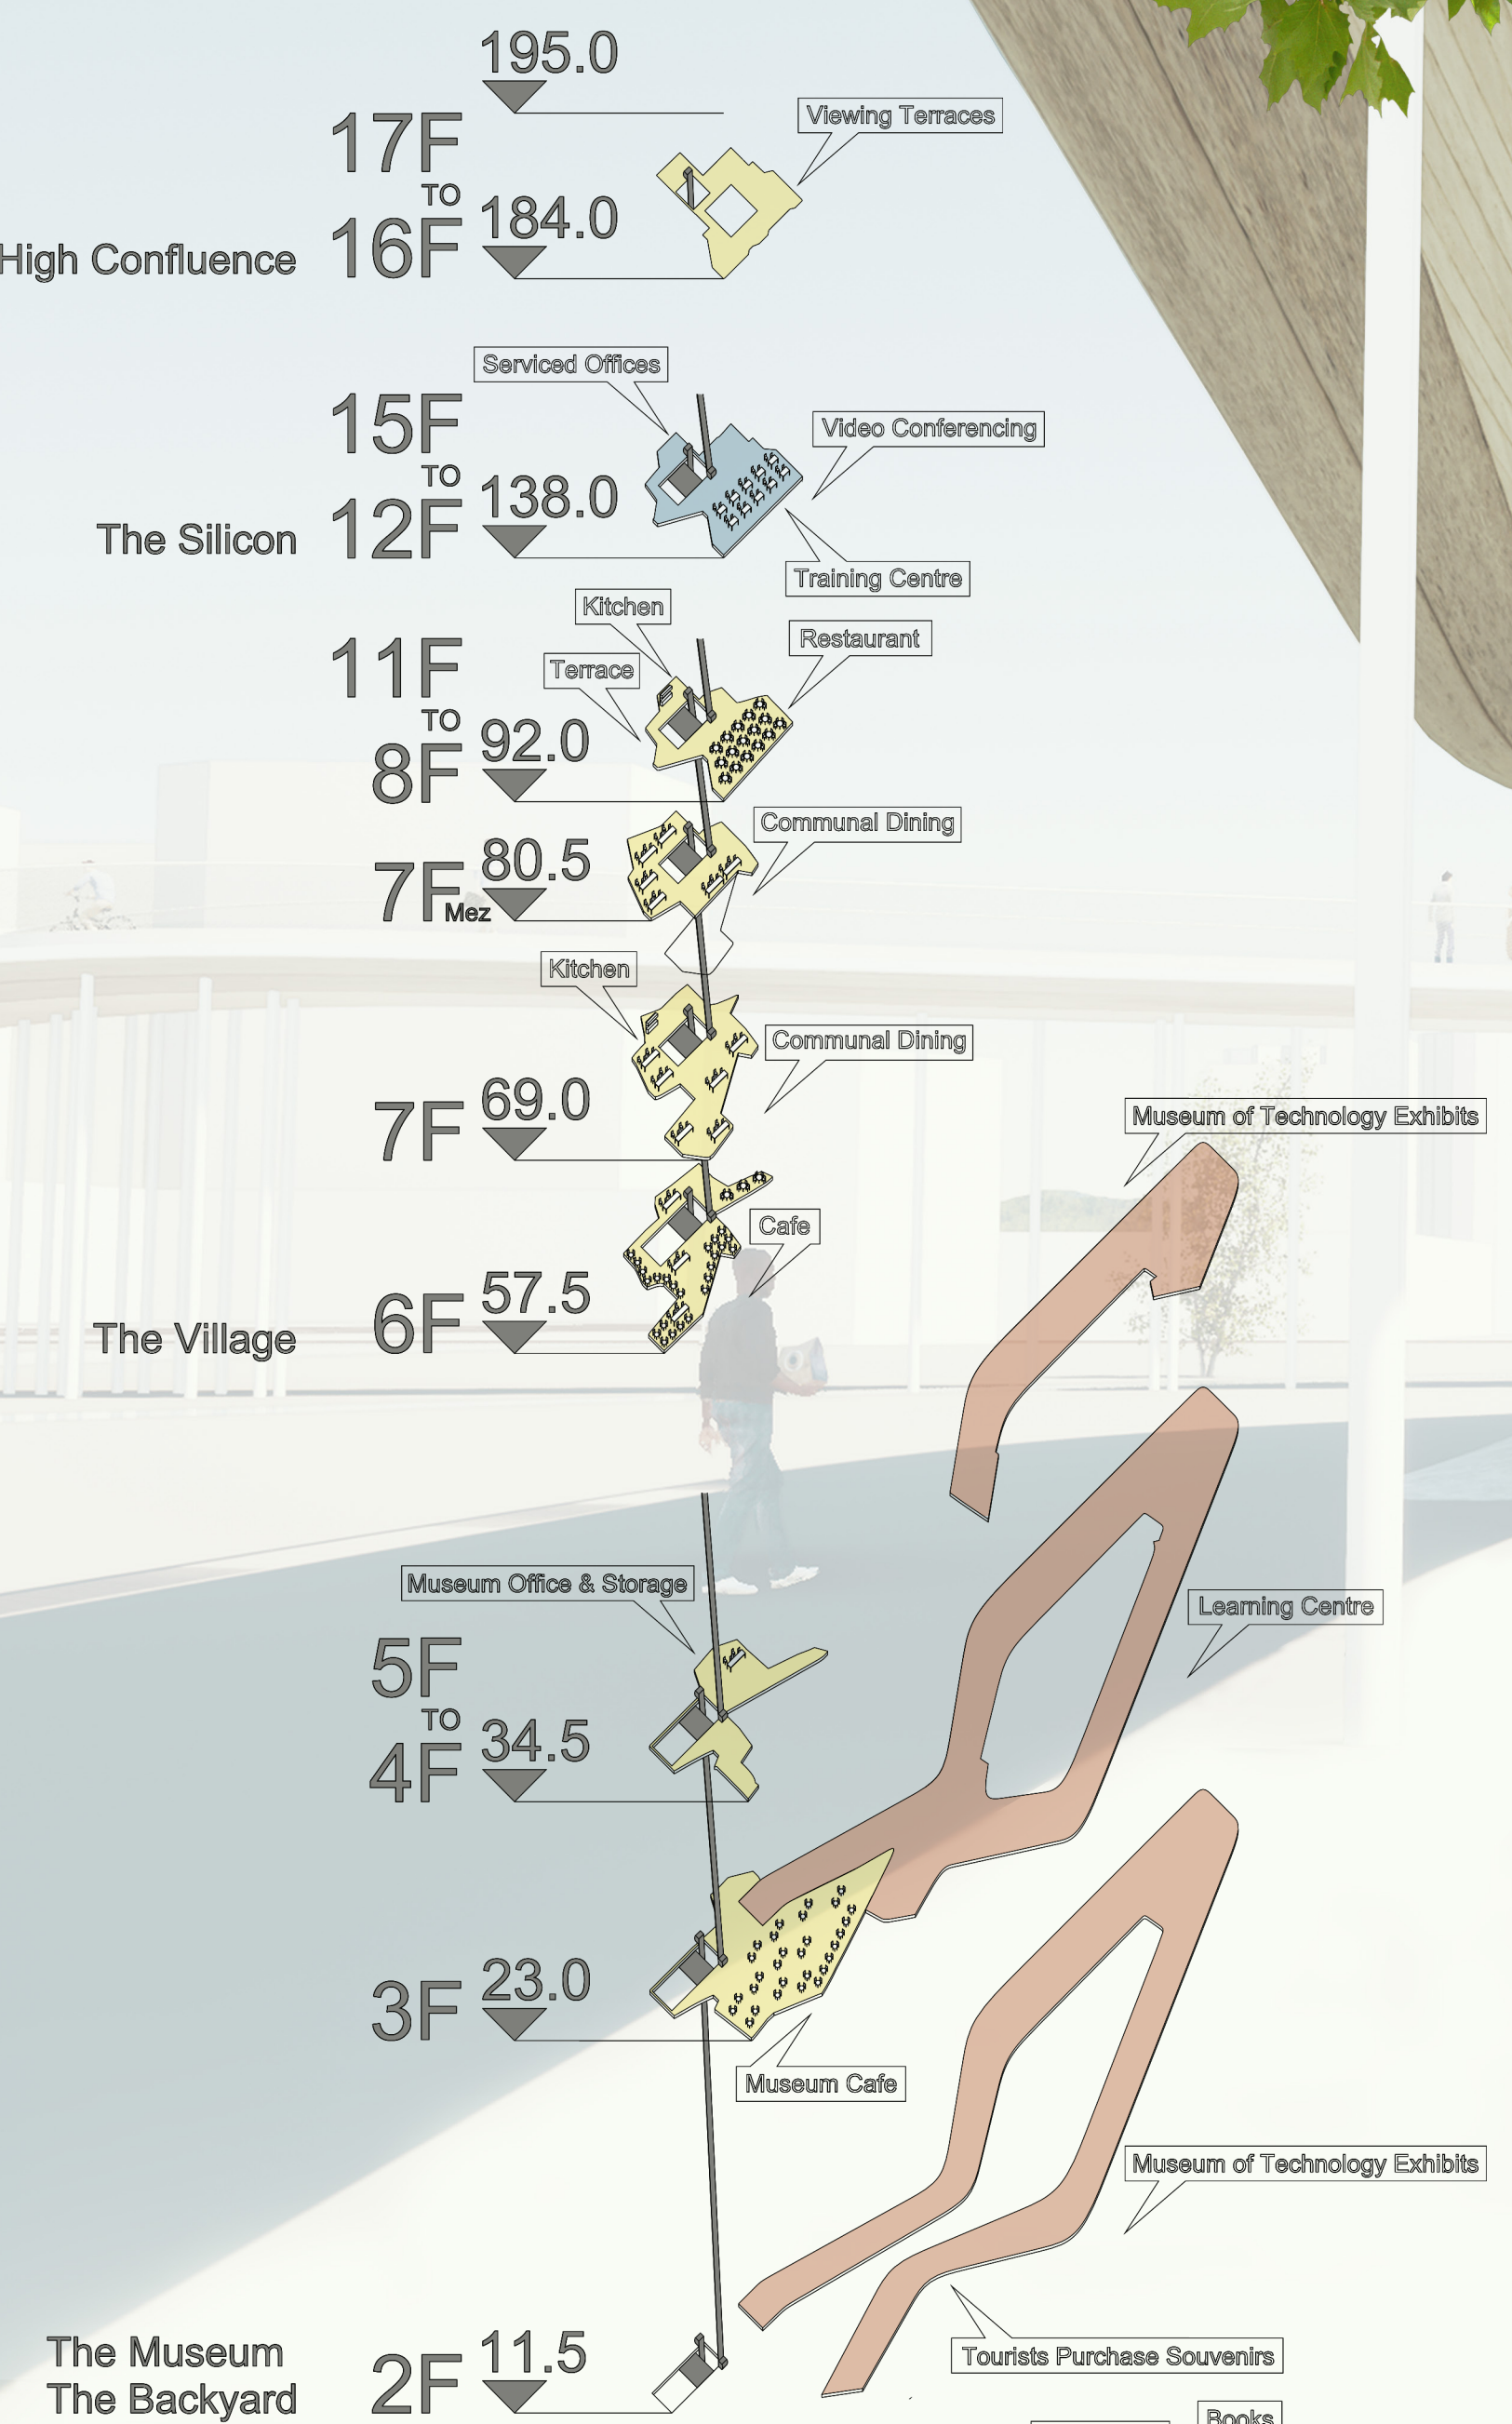 195.0
Viewing Terraces
17F
TO
184.0
16F
High Confluence
Serviced Offices
15F
Video Conferencing
TO
138.0
12F
The Silicon
Training Centre
Kitchen
11F
Restaurant
Terrace
TO
92.0
8F
Communal Dining
80.5
7F Mez
Kitchen
Communal Dining
69.0
7F
Museum of Technology Exhibits
Cafe
57.5
6F
The Village
Museum Office & Storage
Learning Centre
5F
TO
34.5
4F
23.0
3F
Museum Cafe
Museum of Technology Exhibits
The Museum
11.5
Tourists Purchase Souvenirs
2F
The Backyard
Books